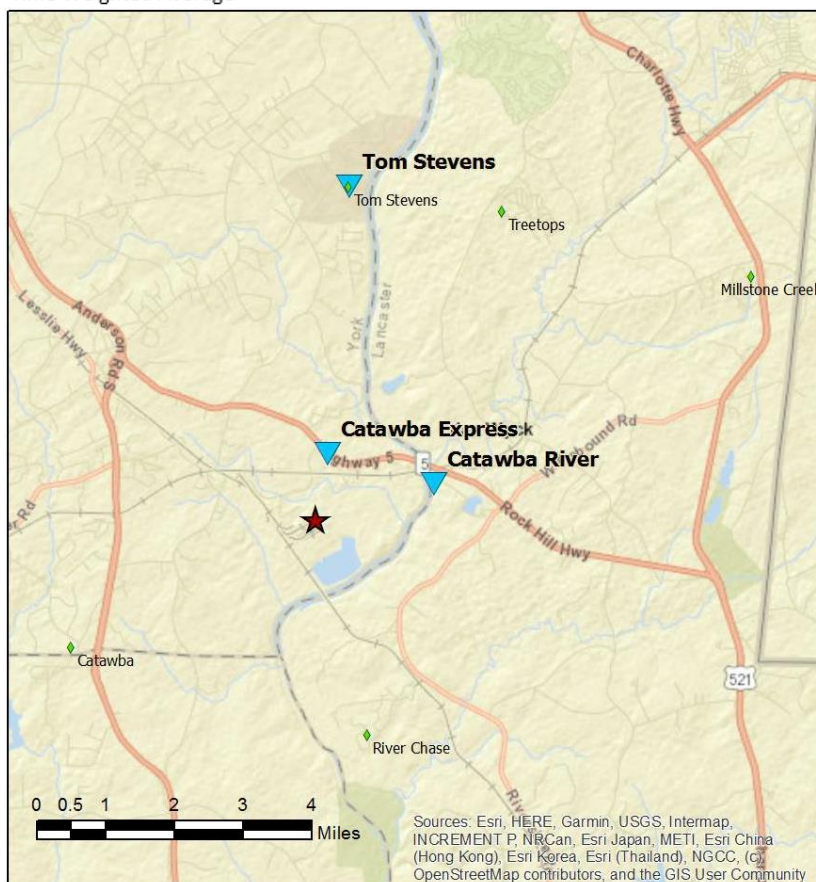 Charlotte Hwy
Tom Stevens
Tom Stevens
Treetops
Millstone Creek
Lesslie Hwy
Anderson Rd S
York
Lancaster
Catawba Express
Highway 5
5
Catawba River
Rd
Rock Hill Hwy
Rd
521
Catawba
River Chase
0 0.5 1 2 3 4
Miles
Sources: Esri, HERE, Garmin, USGS, Intermap,
INCREMENT P, NRCan, Esri Japan, METI, Esri China
(Hong Kong), Esri Korea, Esri (Thailand), NGCC, (c)
OpenStreetMap contributors, and the GIS User Community